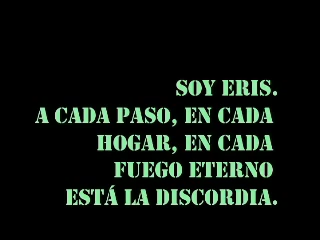 SOY ERIS.
A CADA PASO, EN CADA
HOGAR, EN CADA
FUEGO ETERNO
ESTÁ LA DISCORDIA.